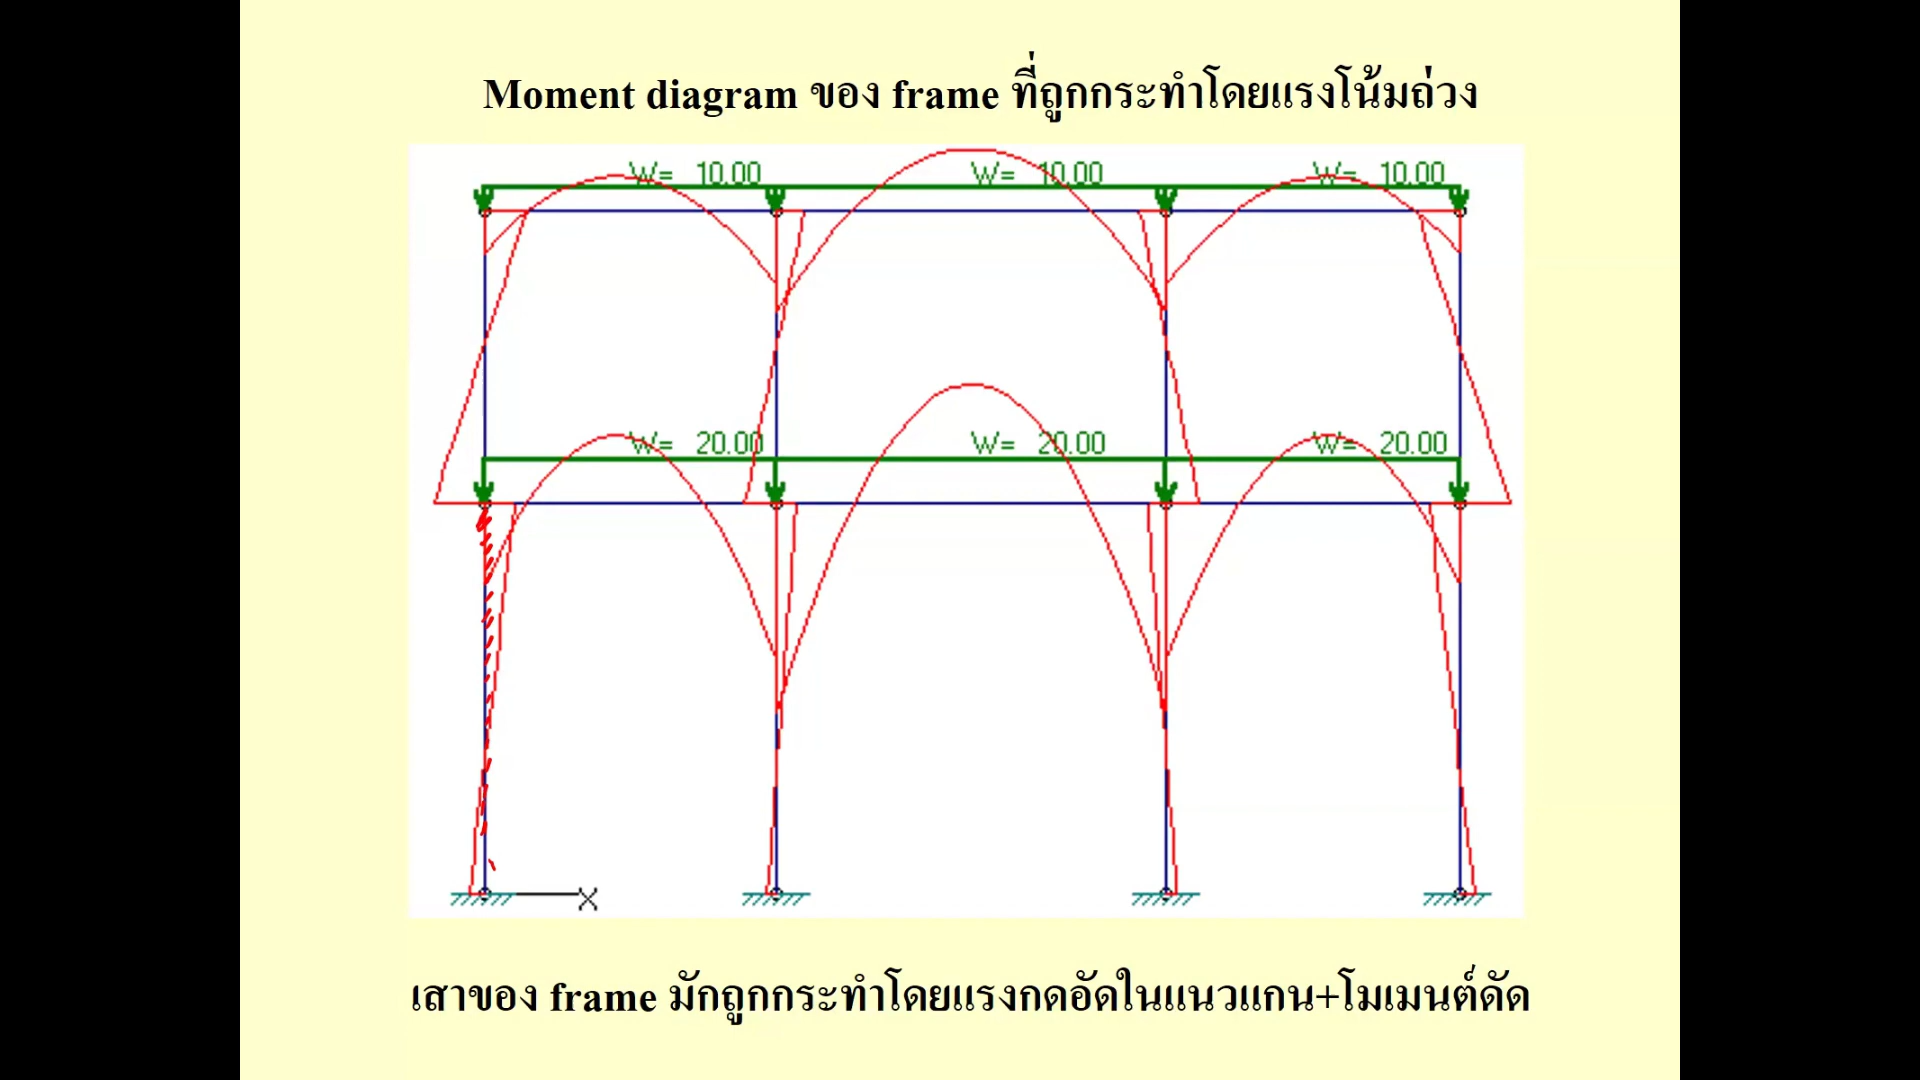 Moment diagram ของ frame ที่ถูกกระทำโดยแรงโน้มถ่วง
W= 10.00 W= 10.00 W= 10.00
W= 20.00 W= 20.00 W= 20.00
X
เสาของ frame มักถูกกระทำโดยแรงกดอัดในแนวแกน+โมเมนต์ดัด